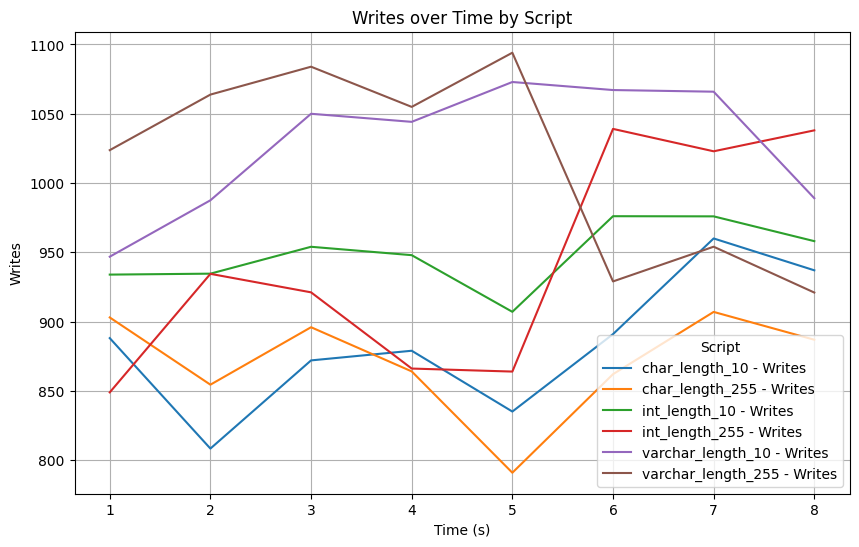 Writes over Time by Script
Writes
1100
1050
1000
950
900
850
800
Script
char_length_10 - Writes
char_length_255 - Writes
int_length_10 - Writes
int_length_255 - Writes
varchar_length_10 - Writes
varchar_length_255 - Writes
1 2 3 4 5 6 7 8
Time (s)